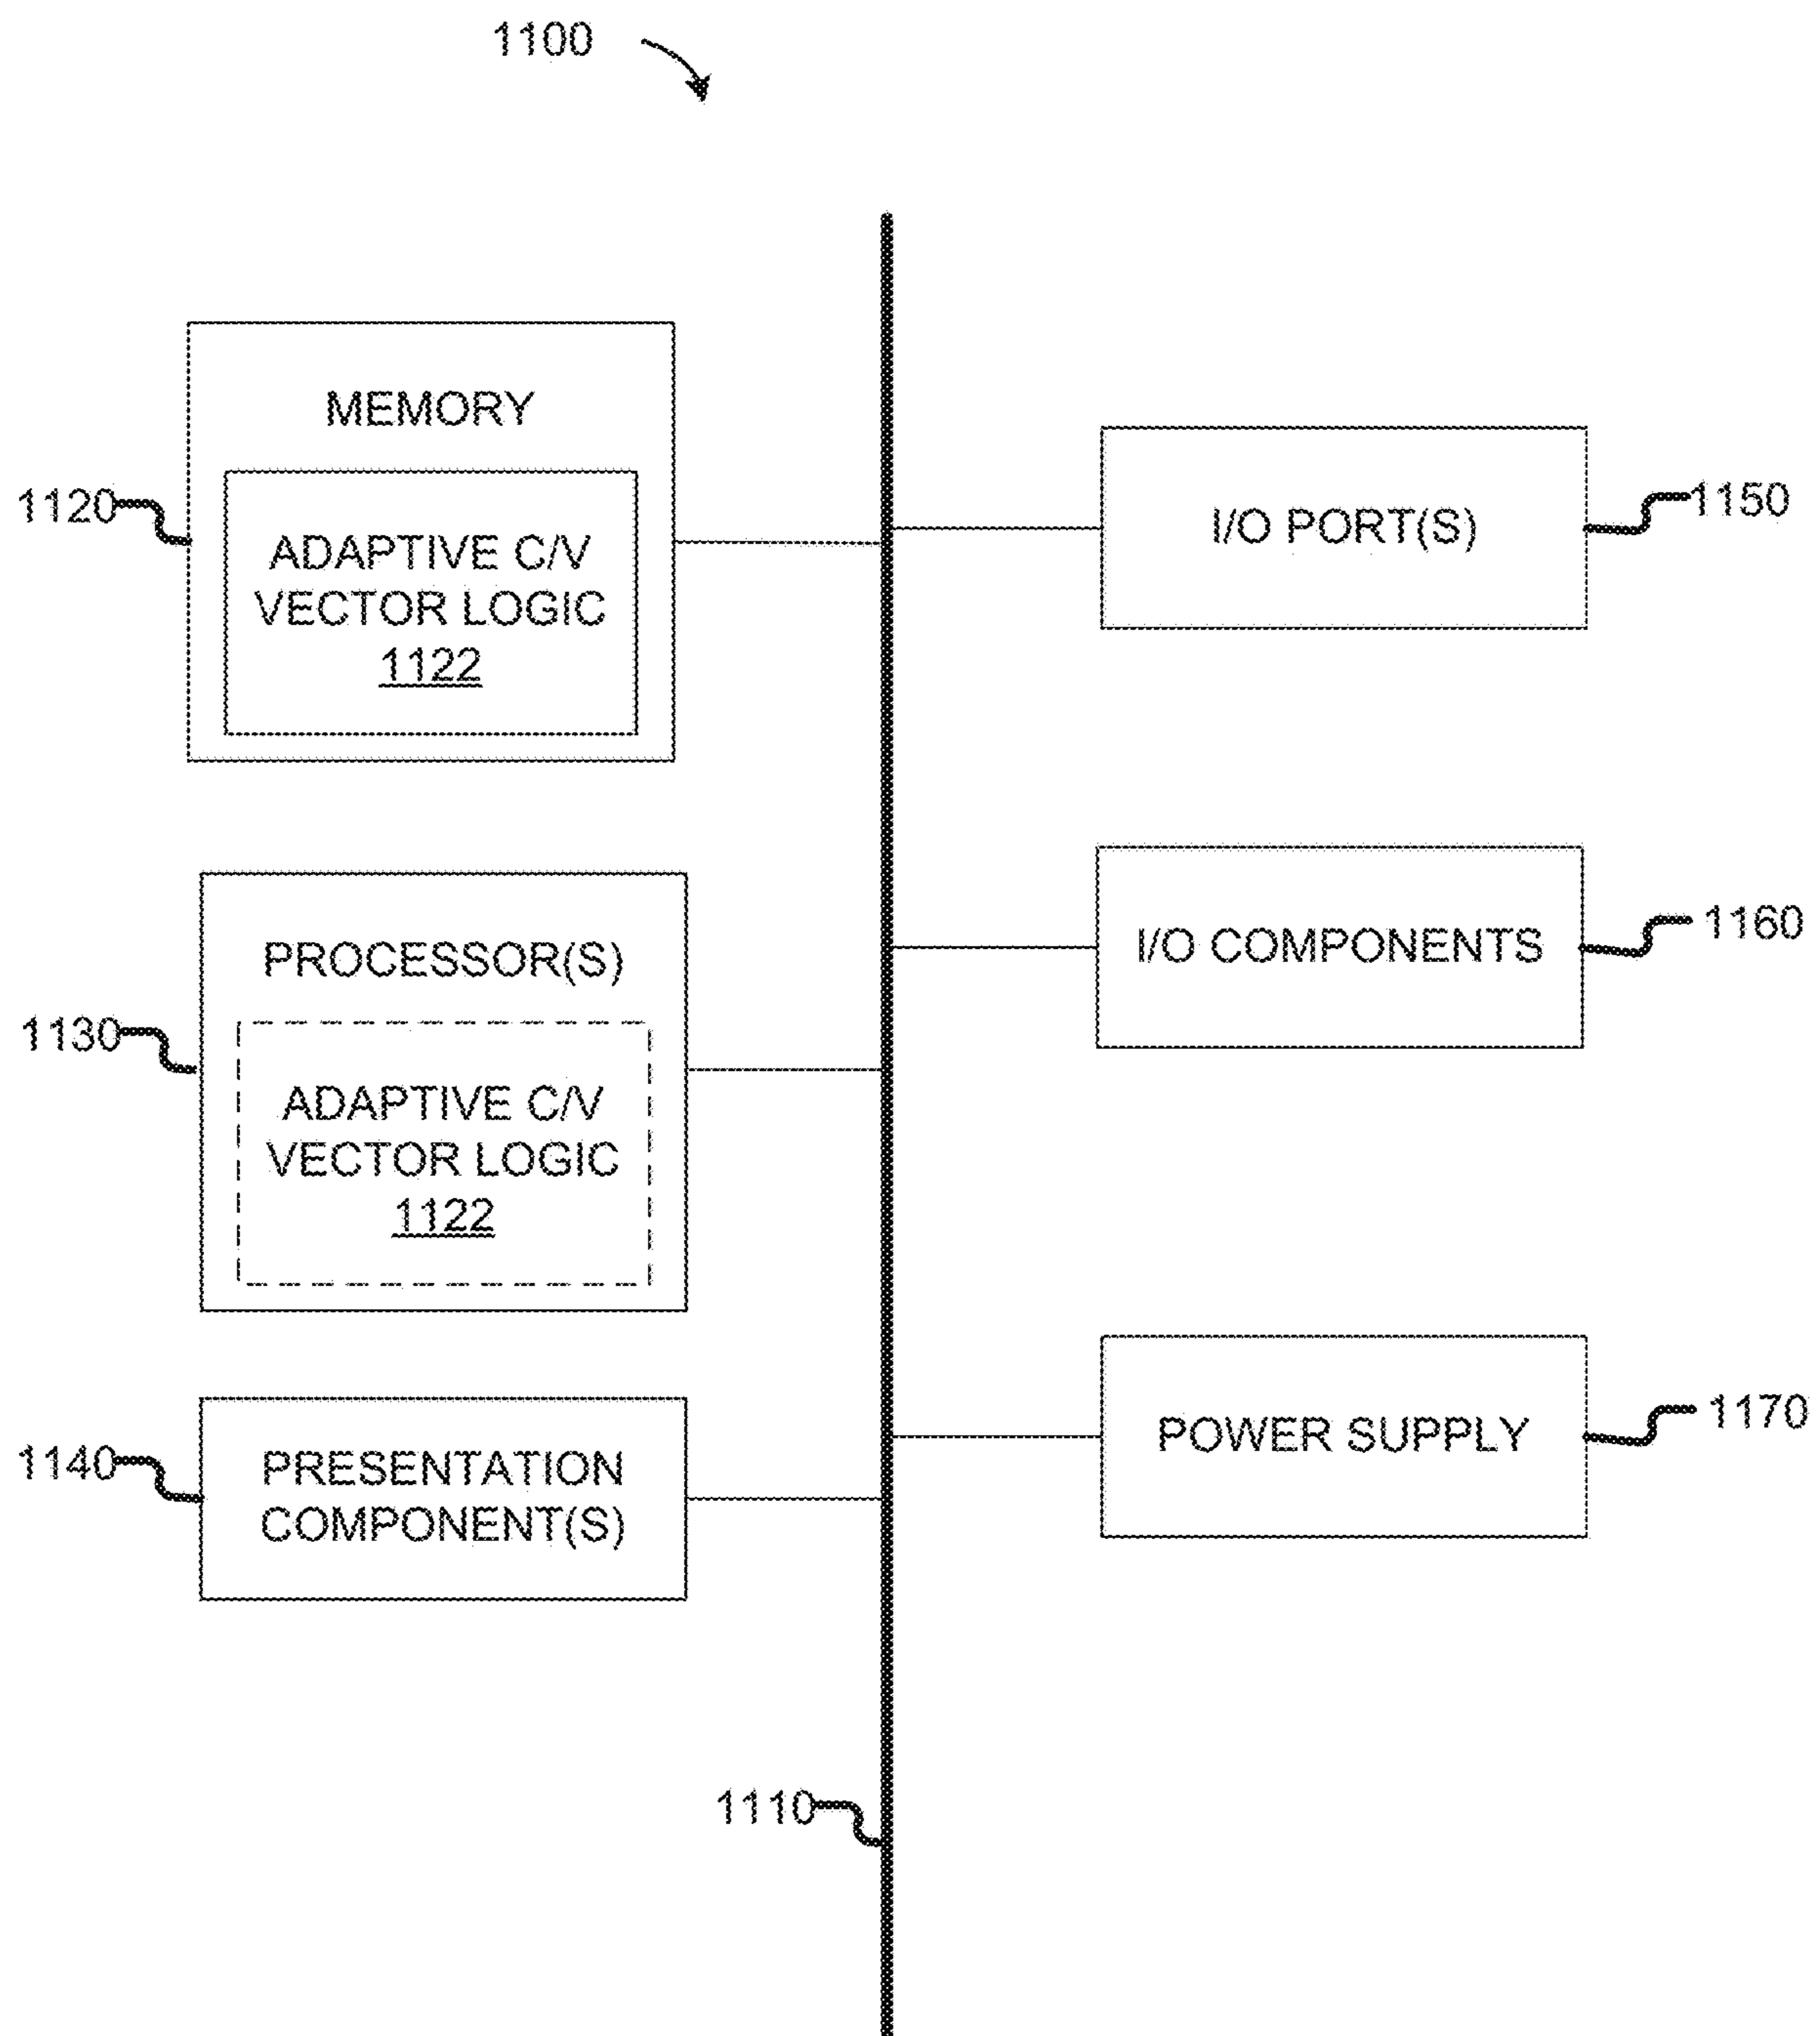 1100
MEMORY
1120
ADAPTIVE C/V
VECTOR LOGIC
1122
I/O PORT(S)
1150
PROCESSOR(S)
1130
ADAPTIVE C/V
VECTOR LOGIC
1122
I/O COMPONENTS
1160
1140
PRESENTATION
COMPONENT(S)
POWER SUPPLY
1170
1110